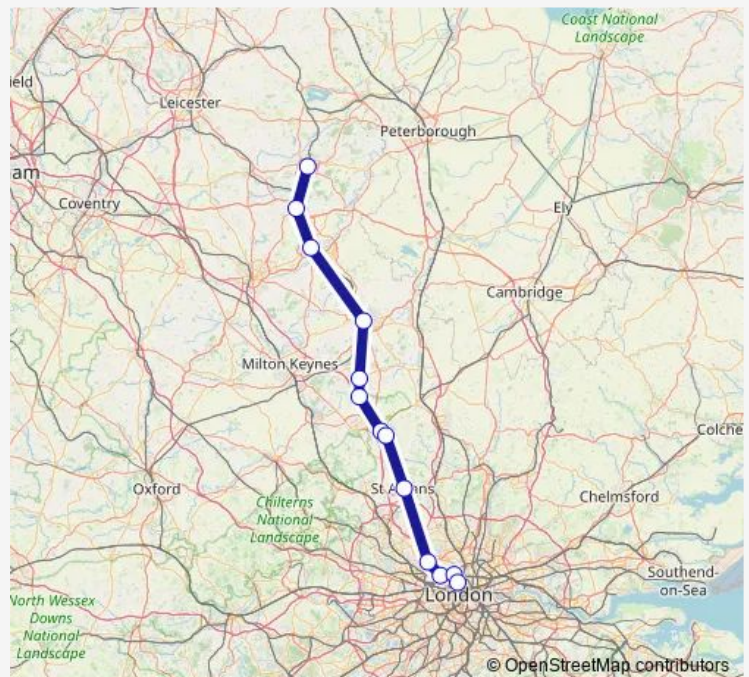 Coast National
Landscape
ield
Leicester
Peterborough
am
Coventry
Ely
Cambridge
Milton Keynes
Colche
Oxford
St A
ns
Chelmsford
Chilterns
National
Landscape
Southend-
on-Sea
London
North Wessex
Downs
National
Landscape
© OpenStreetMap contributors